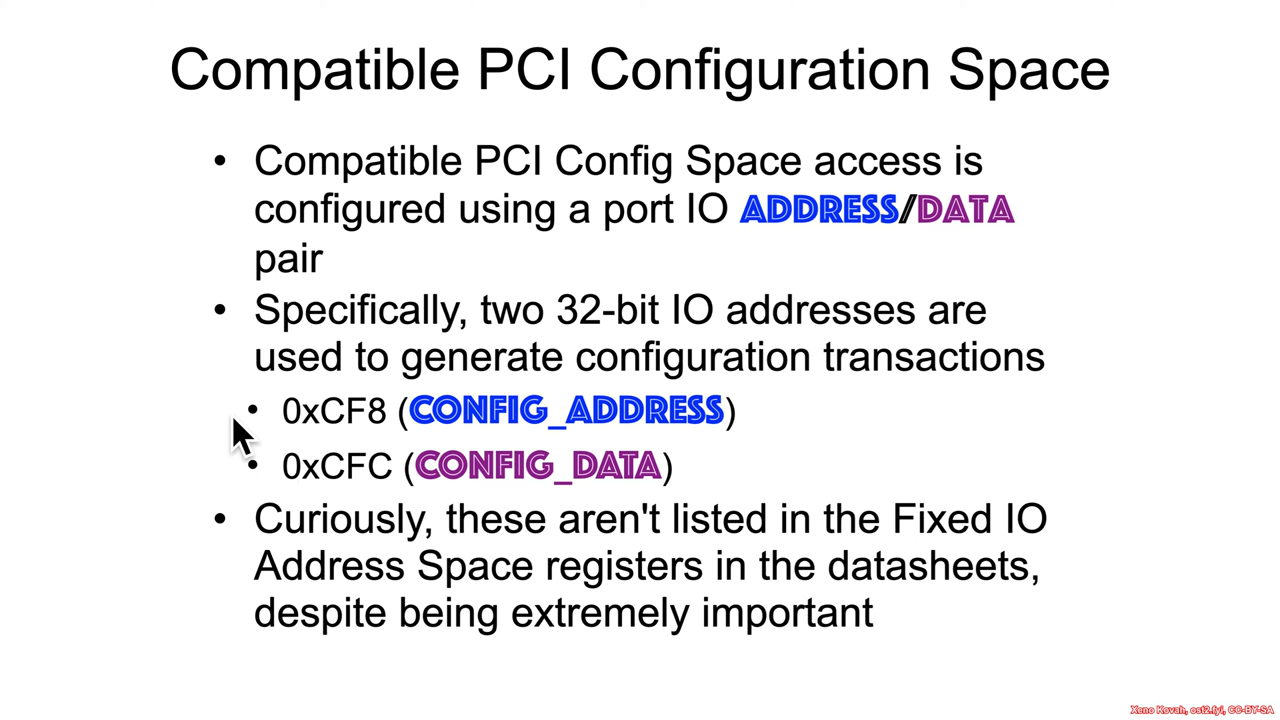 Compatible PCI Configuration Space
• Compatible PCI Config Space access is
configured using a port IO ADDRESS/DATA
pair
• Specifically, two 32-bit IO addresses are
used to generate configuration transactions
• 0xCF8 (CONFIG_ADDRESS)
• 0xCFC (CONFIG_DATA)
• Curiously, these aren't listed in the Fixed IO
Address Space registers in the datasheets,
despite being extremely important
Xeno Kovah, ost2.fyi, CC-BY-SA